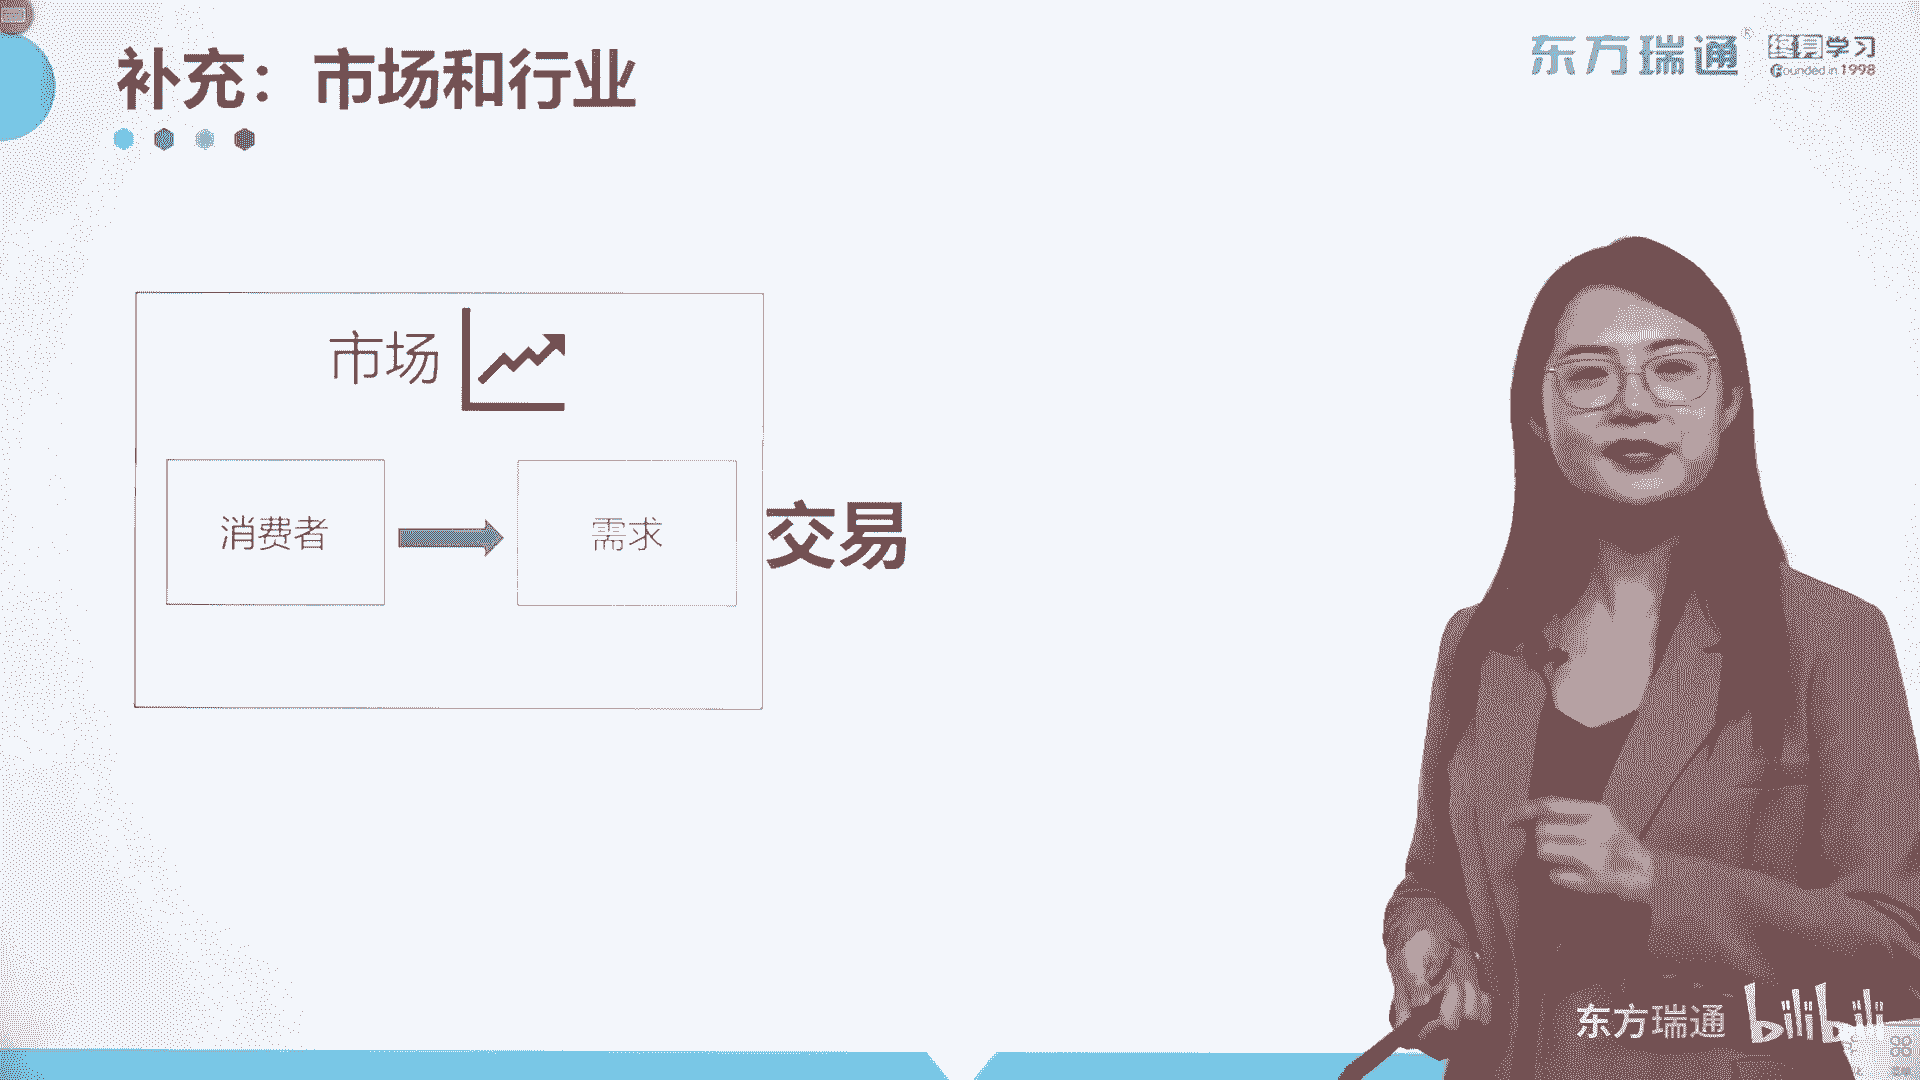 补充：市场和行业
东方瑞通®
终身学习
Founded in 1998
市场
消费者
需求
交易
东方瑞通
bilibili